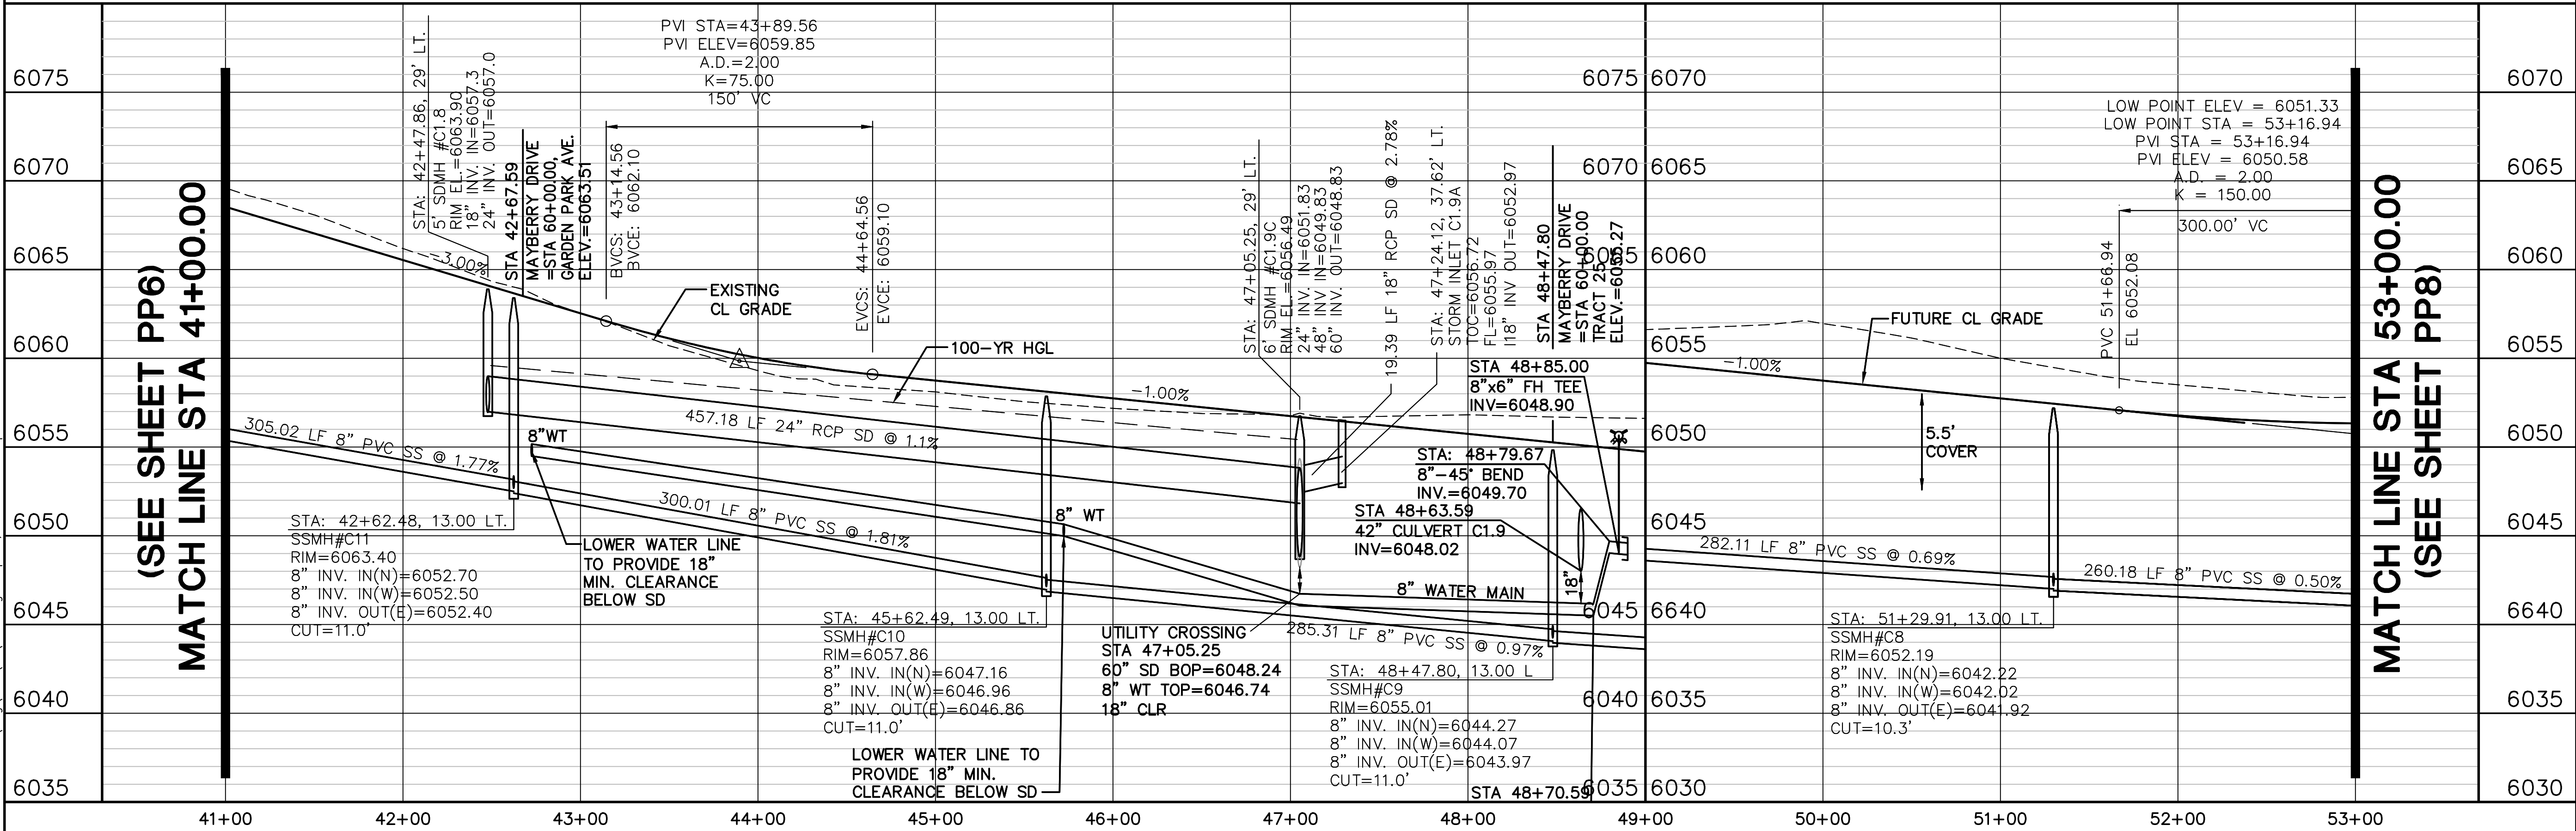 PVI STA=43+89.56
PVI ELEV=6059.85
A.D.=2.00
K=75.00
150' VC
6075
6070
6065
6060
6055
6050
6045
6040
6035
(SEE SHEET PP6)
MATCH LINE STA 41+00.00
STA: 42+47.86, 29' LT.
5' SDMH #C1.8
RIM EL.=6063.90
18" INV. IN=6057.3
24" INV. OUT=6057.0
-3.00%
STA 42+67.59
MAYBERRY DRIVE
=STA 60+00.00,
GARDEN PARK AVE.
ELEV.=6063.51
BVCS: 43+14.56
BVCE: 6062.10
EXISTING
CL GRADE
EVCS: 44+64.56
EVCE: 6059.10
100-YR HGL
-1.00%
457.18 LF 24" RCP SD @ 1.1%
305.02 LF 8" PVC SS @ 1.77%
8"WT
300.01 LF 8" PVC SS @ 1.81%
8" WT
STA: 42+62.48, 13.00 LT.
SSMH#C11
RIM=6063.40
8" INV. IN(N)=6052.70
8" INV. IN(W)=6052.50
8" INV. OUT(E)=6052.40
CUT=11.0'
LOWER WATER LINE
TO PROVIDE 18"
MIN. CLEARANCE
BELOW SD
STA: 45+62.49, 13.00 LT.
SSMH#C10
RIM=6057.86
8" INV. IN(N)=6047.16
8" INV. IN(W)=6046.96
8" INV. OUT(E)=6046.86
CUT=11.0'
LOWER WATER LINE TO
PROVIDE 18" MIN.
CLEARANCE BELOW SD
STA: 47+05.25, 29' LT.
6' SDMH #C1.9C
RIM EL.=6056.49
24" INV. IN=6051.83
48" INV IN=6049.83
60" INV. OUT=6048.83
19.39 LF 18" RCP SD @ 2.78%
STA: 47+24.12, 37.62' LT.
STORM INLET C1.9A
TOC=6056.72
FL=6055.97
I18" INV OUT=6052.97
STA 48+47.80
MAYBERRY DRIVE
=STA 60+00.00
TRACT 25
ELEV.=6055.27
STA 48+85.00
8"x6" FH TEE
INV=6048.90
STA: 48+79.67
8"-45° BEND
INV.=6049.70
STA 48+63.59
42" CULVERT C1.9
INV=6048.02
18"
8" WATER MAIN
UTILITY CROSSING
STA 47+05.25
60" SD BOP=6048.24
8" WT TOP=6046.74
18" CLR
285.31 LF 8" PVC SS @ 0.97%
STA: 48+47.80, 13.00 L
SSMH#C9
RIM=6055.01
8" INV. IN(N)=6044.27
8" INV. IN(W)=6044.07
8" INV. OUT(E)=6043.97
CUT=11.0'
STA 48+70.59
6075 6070
6070 6065
6065 6060
6055
6050
6045
6045 6640
6040 6035
6035 6030
-1.00%
FUTURE CL GRADE
5.5'
COVER
282.11 LF 8" PVC SS @ 0.69%
260.18 LF 8" PVC SS @ 0.50%
STA: 51+29.91, 13.00 LT.
SSMH#C8
RIM=6052.19
8" INV. IN(N)=6042.22
8" INV. IN(W)=6042.02
8" INV. OUT(E)=6041.92
CUT=10.3'
LOW POINT ELEV = 6051.33
LOW POINT STA = 53+16.94
PVI STA = 53+16.94
PVI ELEV = 6050.58
A.D. = 2.00
K = 150.00
300.00' VC
PVC 51+66.94
EL 6052.08
MATCH LINE STA 53+00.00
(SEE SHEET PP8)
6070
6065
6060
6055
6050
6045
6640
6035
6030
41+00 42+00 43+00 44+00 45+00 46+00 47+00 48+00 49+00 50+00 51+00 52+00 53+00